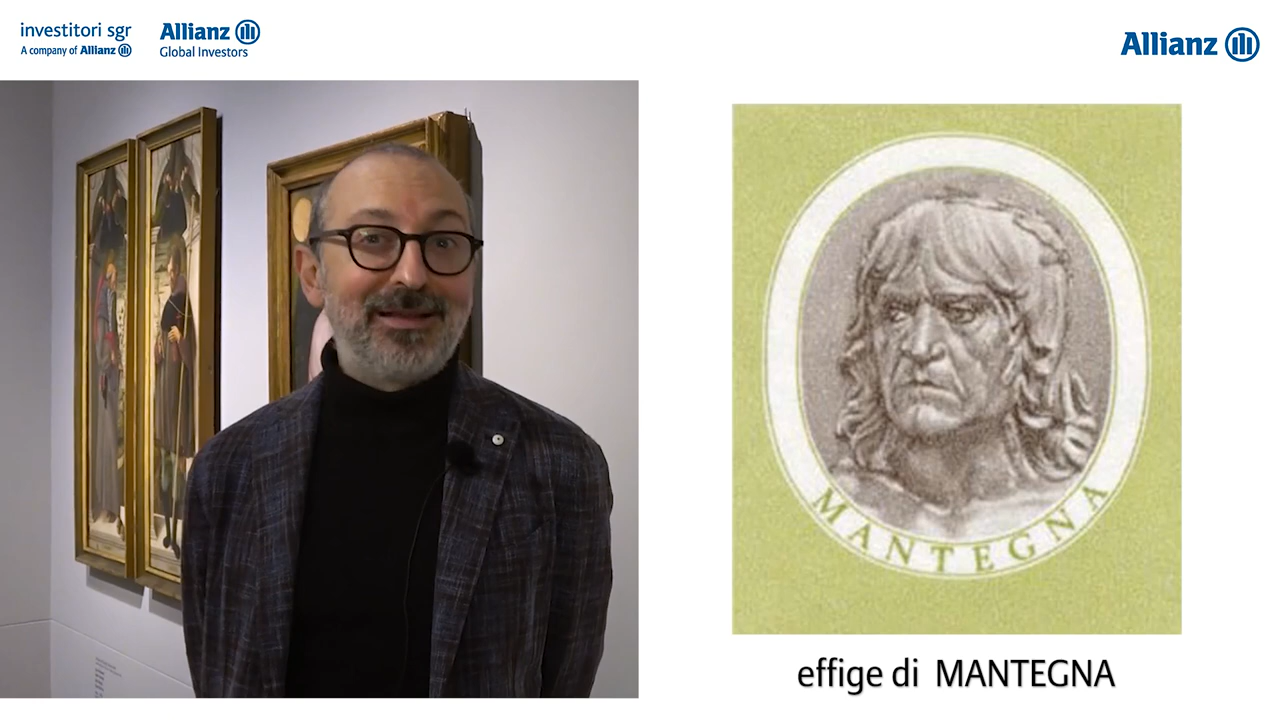 investitori sgr
A company of Allianz
Allianz
Global Investors
Allianz
MANTEGNA
effige di MANTEGNA